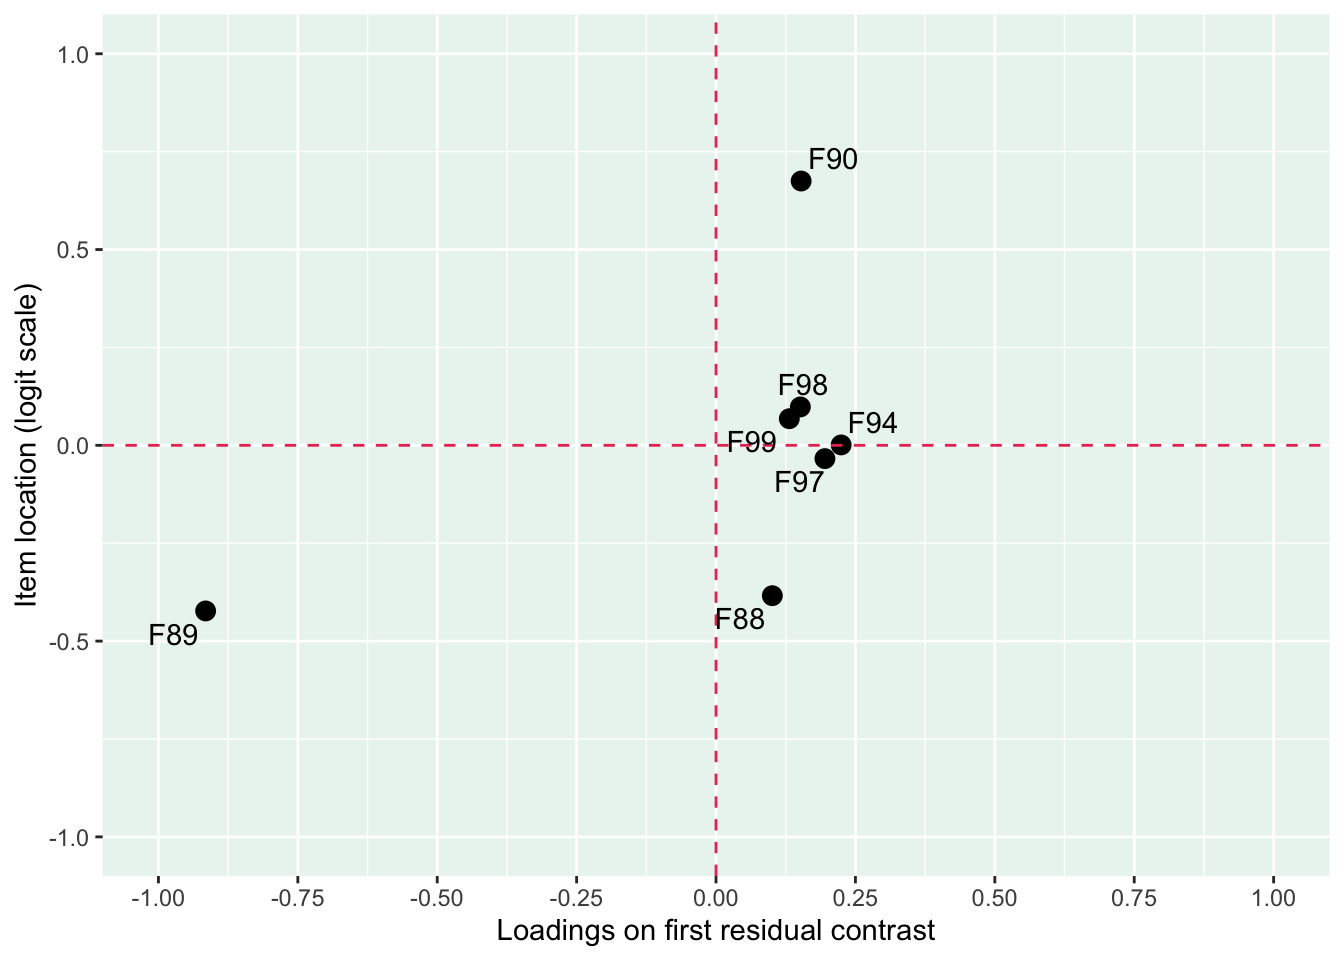 1.0
0.5
0.0
-0.5
-1.0
Item location (logit scale)
F90
F98
F94
F99
F97
F88
F89
-1.00 -0.75 -0.50 -0.25 0.00 0.25 0.50 0.75 1.00
Loadings on first residual contrast